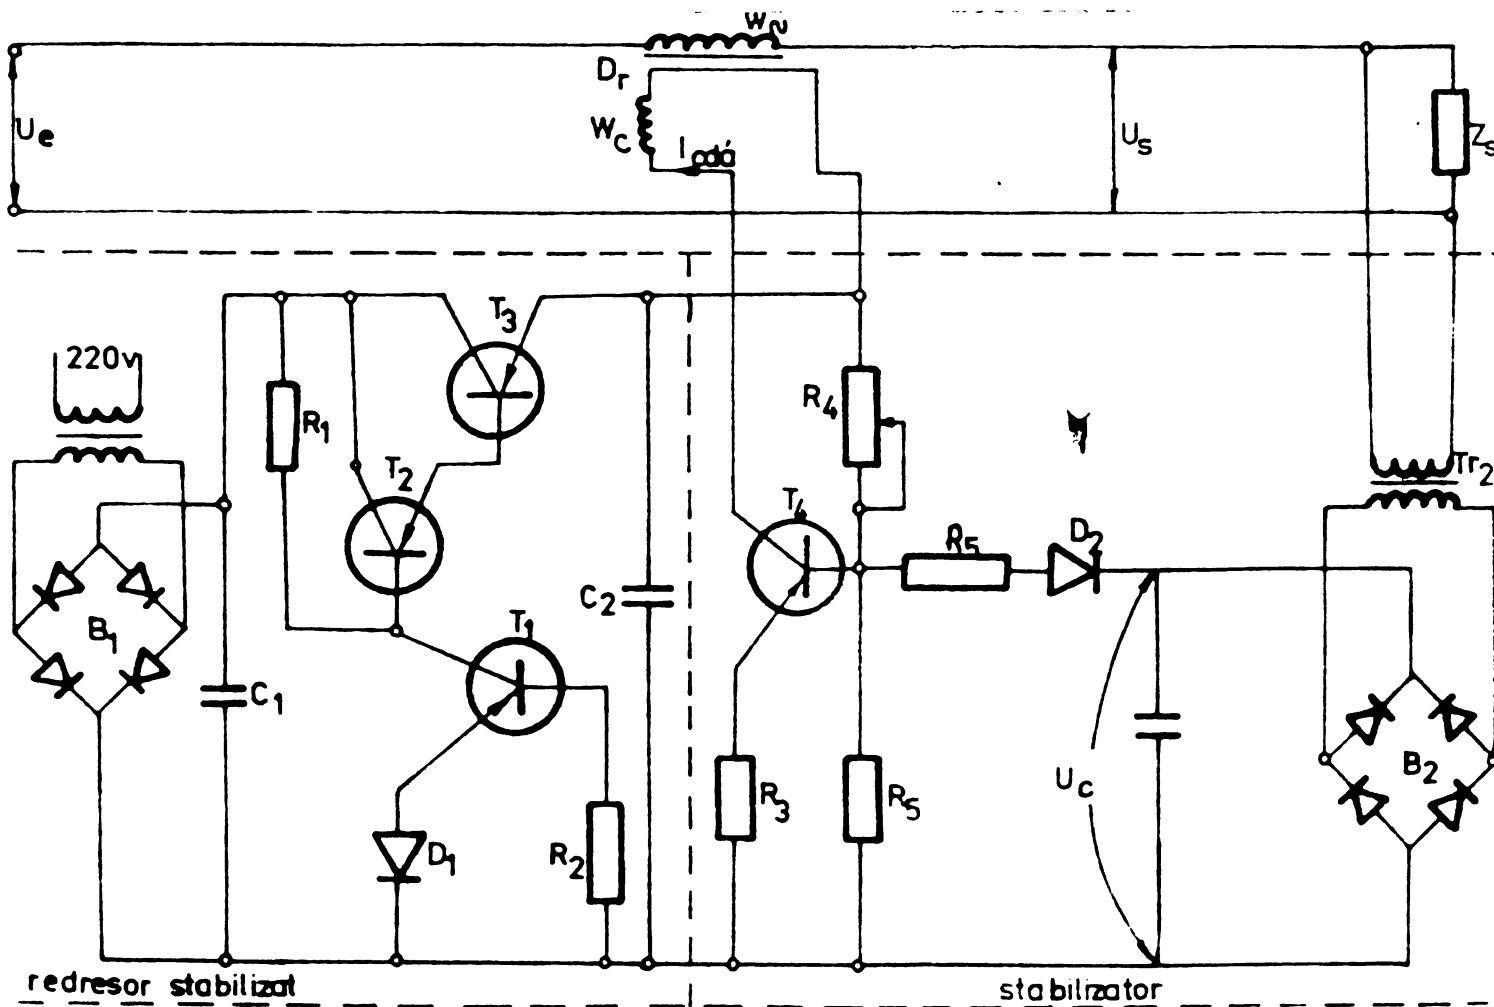 W~
Dr
Ue
Wc
I cdá
Us
Zs
T3
220v
R1
R4
T2
Tr2
T4
R5
D2
B1
C2
T1
C1
Uc
B2
R3
R5
D1
R2
redresor stabilizat
stabilizator